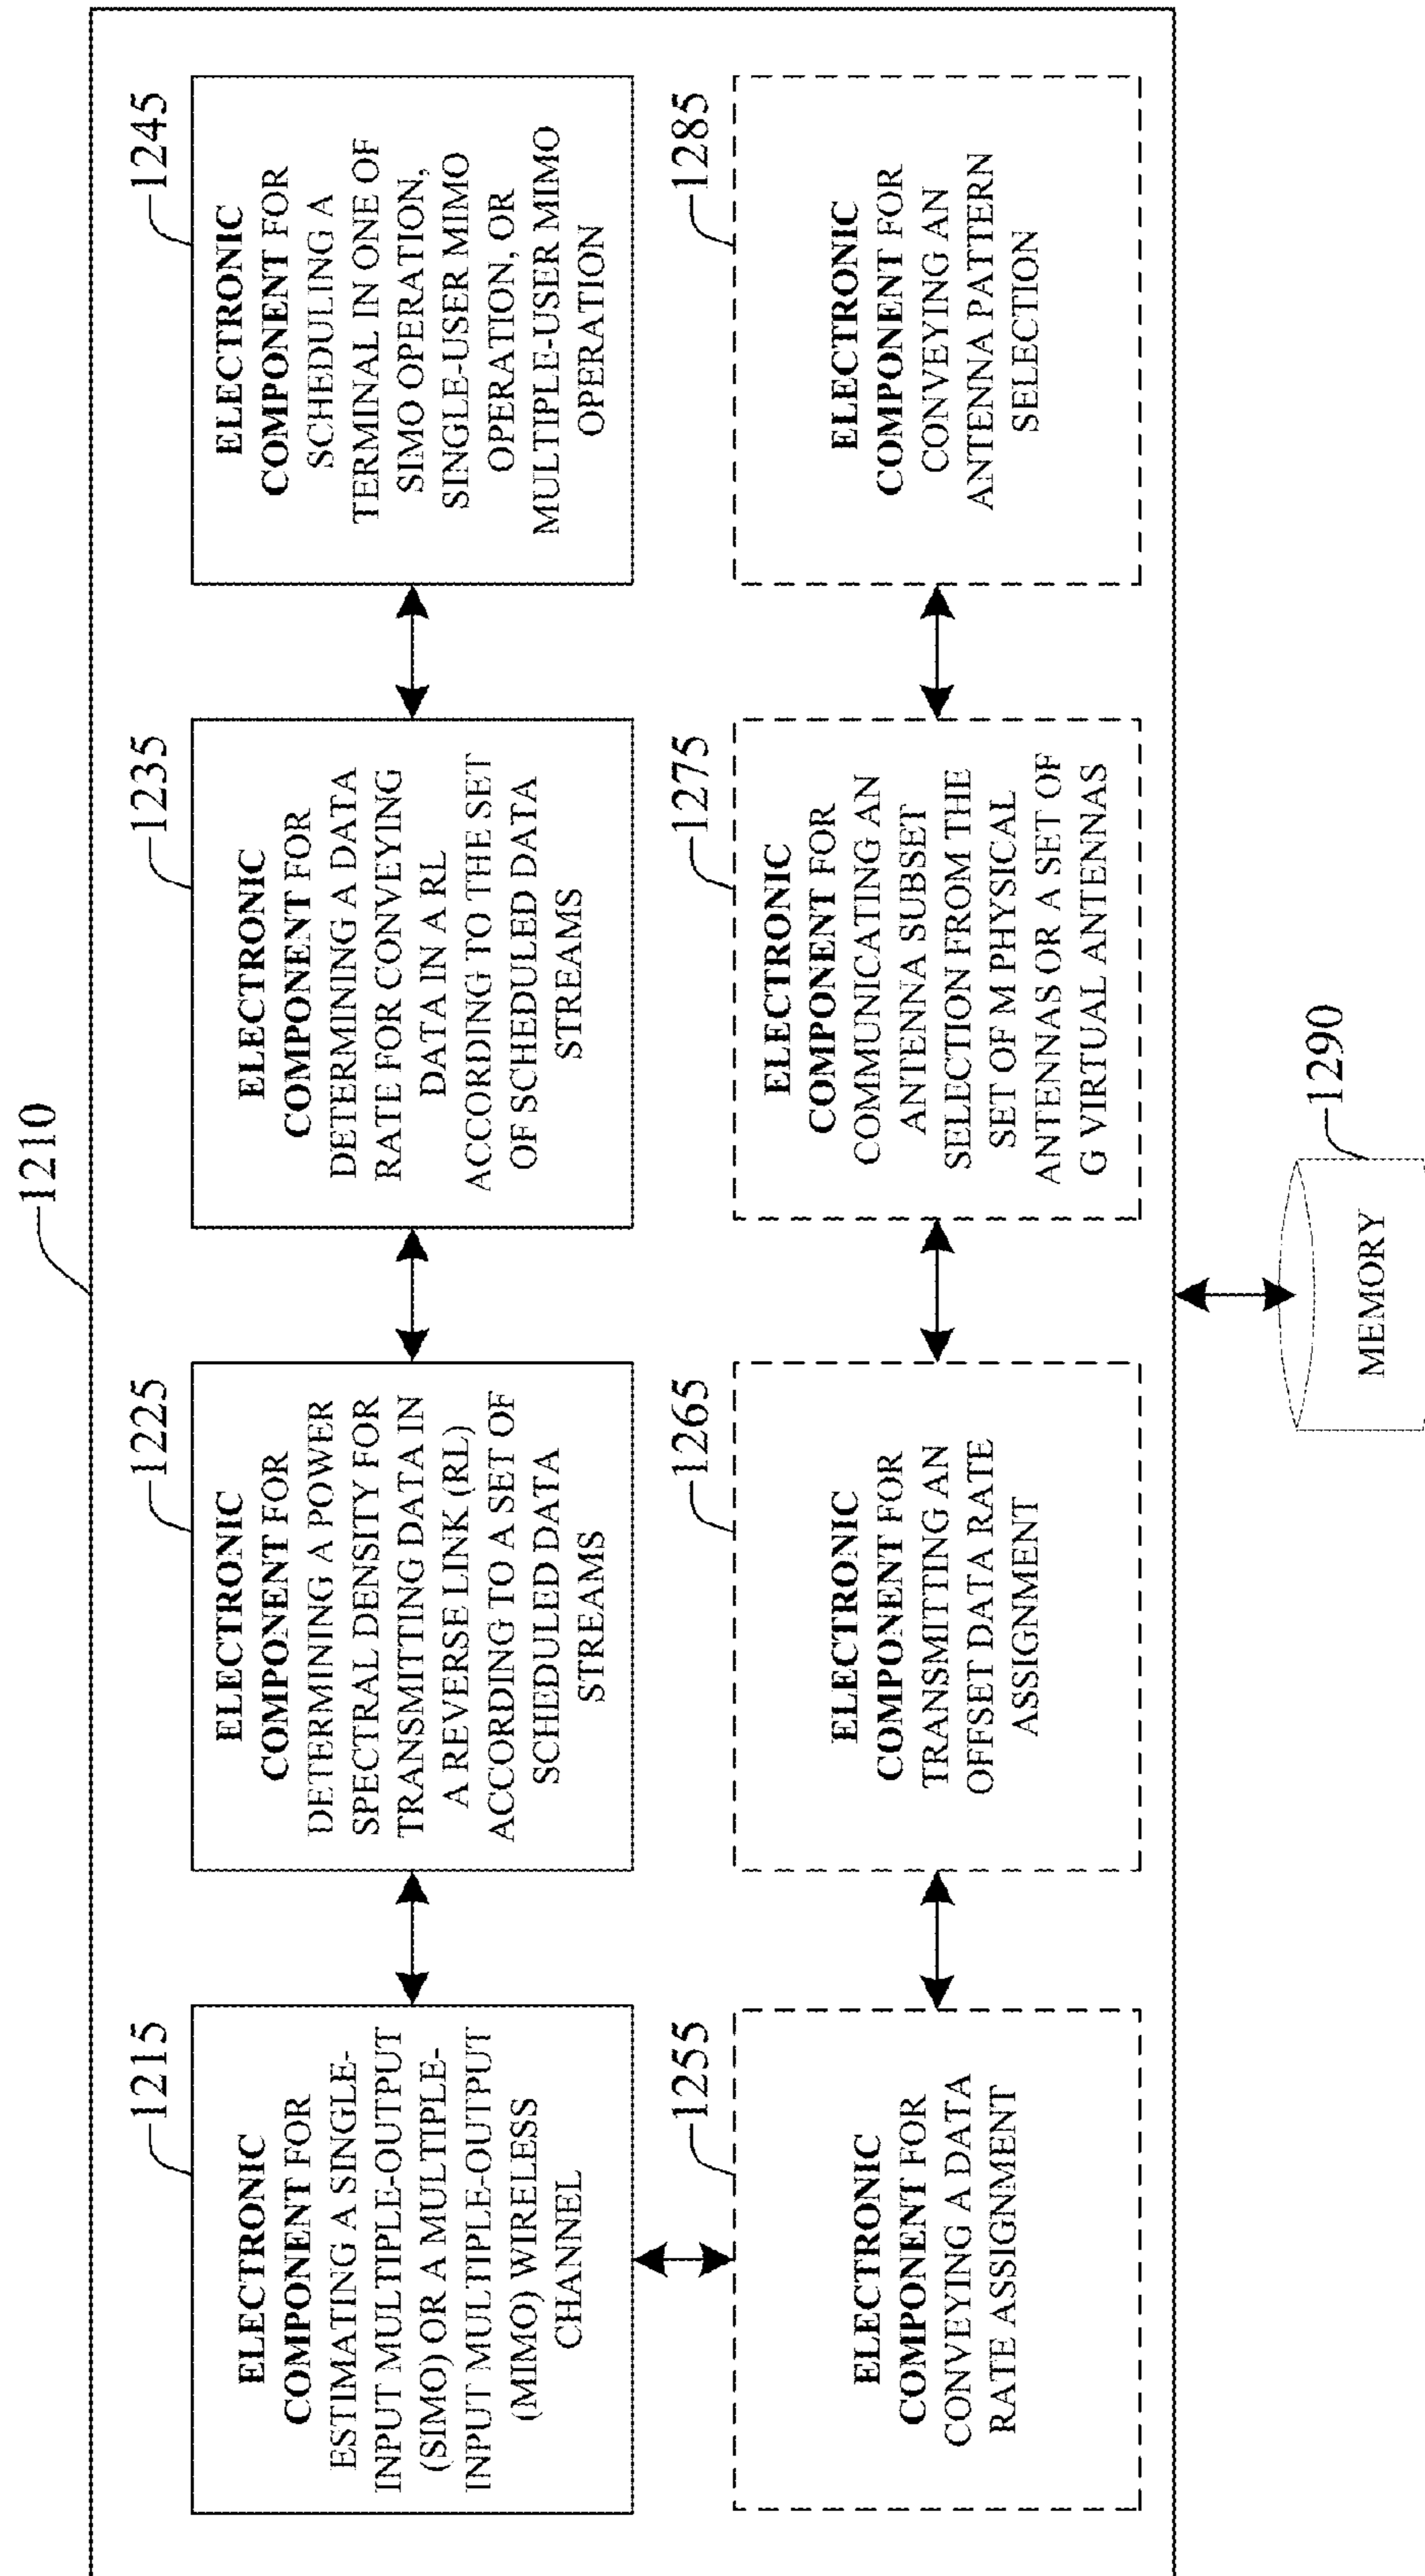 1210
1215
ELECTRONIC
COMPONENT FOR
ESTIMATING A SINGLE-
INPUT MULTIPLE-OUTPUT
(SIMO) OR A MULTIPLE-
INPUT MULTIPLE-OUTPUT
(MIMO) WIRELESS
CHANNEL
1225
ELECTRONIC
COMPONENT FOR
DETERMINING A POWER
SPECTRAL DENSITY FOR
TRANSMITTING DATA IN
A REVERSE LINK (RL)
ACCORDING TO A SET OF
SCHEDULED DATA
STREAMS
1235
ELECTRONIC
COMPONENT FOR
DETERMINING A DATA
RATE FOR CONVEYING
DATA IN A RL
ACCORDING TO THE SET
OF SCHEDULED DATA
STREAMS
1245
ELECTRONIC
COMPONENT FOR
SCHEDULING A
TERMINAL IN ONE OF
SIMO OPERATION,
SINGLE-USER MIMO
OPERATION, OR
MULTIPLE-USER MIMO
OPERATION
1255
ELECTRONIC
COMPONENT FOR
CONVEYING A DATA
RATE ASSIGNMENT
1265
ELECTRONIC
COMPONENT FOR
TRANSMITTING AN
OFFSET DATA RATE
ASSIGNMENT
1275
ELECTRONIC
COMPONENT FOR
COMMUNICATING AN
ANTENNA SUBSET
SELECTION FROM THE
SET OF M PHYSICAL
ANTENNAS OR A SET OF
G VIRTUAL ANTENNAS
1285
ELECTRONIC
COMPONENT FOR
CONVEYING AN
ANTENNA PATTERN
SELECTION
1290
MEMORY